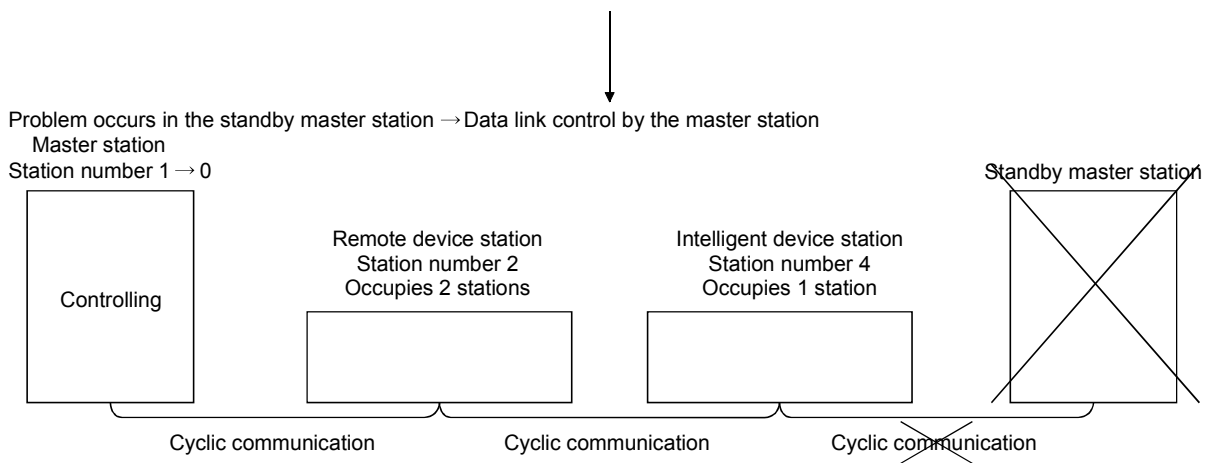 Problem occurs in the standby master station → Data link control by the master station
Master station
Station number 1 → 0
Standby master station
Controlling
Remote device station
Station number 2
Occupies 2 stations
Intelligent device station
Station number 4
Occupies 1 station
Cyclic communication
Cyclic communication
Cyclic communication